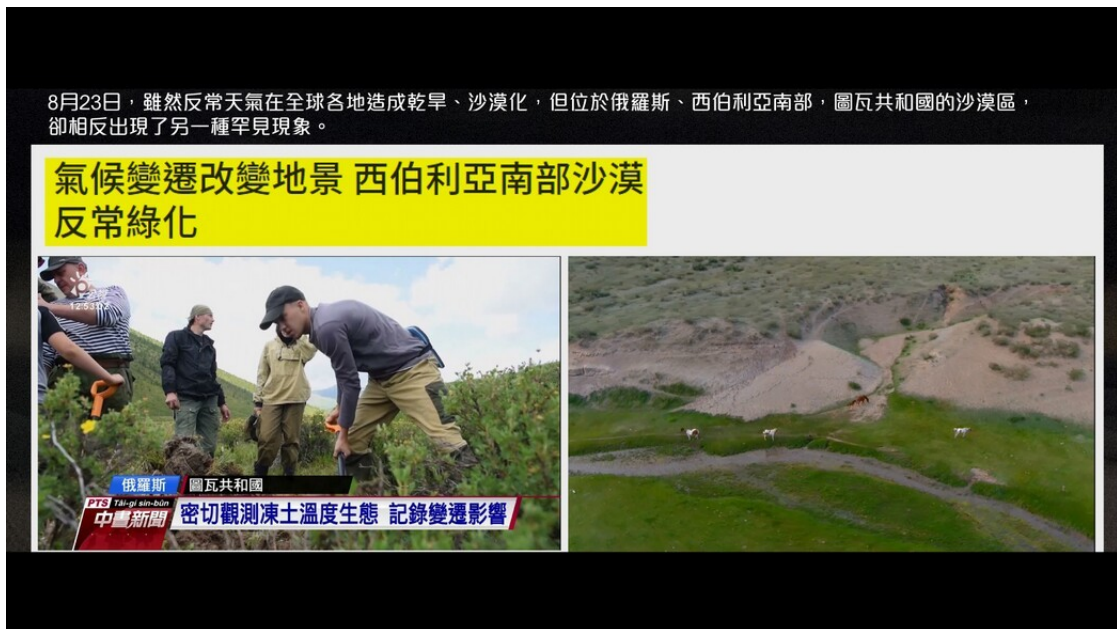 8月23日，雖然反常天氣在全球各地造成乾旱、沙漠化，但位於俄羅斯、西伯利亞南部，圖瓦共和國的沙漠區，
卻相反出現了另一種罕見現象。
氣候變遷改變地景 西伯利亞南部沙漠
反常綠化
俄羅斯 圖瓦共和國
PTS Tâi-gí sin-bûn
中晝新聞
密切觀測凍土溫度生態 記錄變遷影響